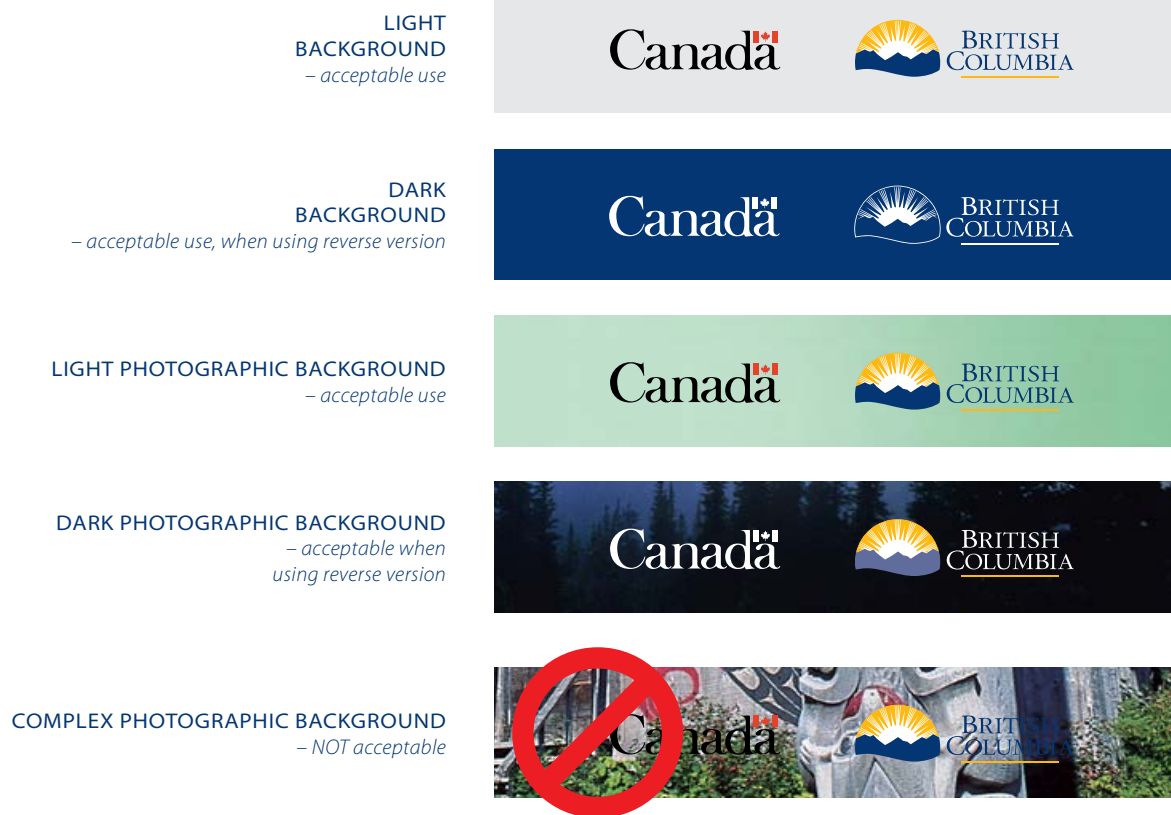 LIGHT
BACKGROUND
– acceptable use
Canada
BRITISH
COLUMBIA
DARK
BACKGROUND
– acceptable use, when using reverse version
Canada
BRITISH
COLUMBIA
LIGHT PHOTOGRAPHIC BACKGROUND
– acceptable use
Canada
BRITISH
COLUMBIA
DARK PHOTOGRAPHIC BACKGROUND
– acceptable when
using reverse version
Canada
BRITISH
COLUMBIA
COMPLEX PHOTOGRAPHIC BACKGROUND
– NOT acceptable
Canada
BRITISH
COLUMBIA